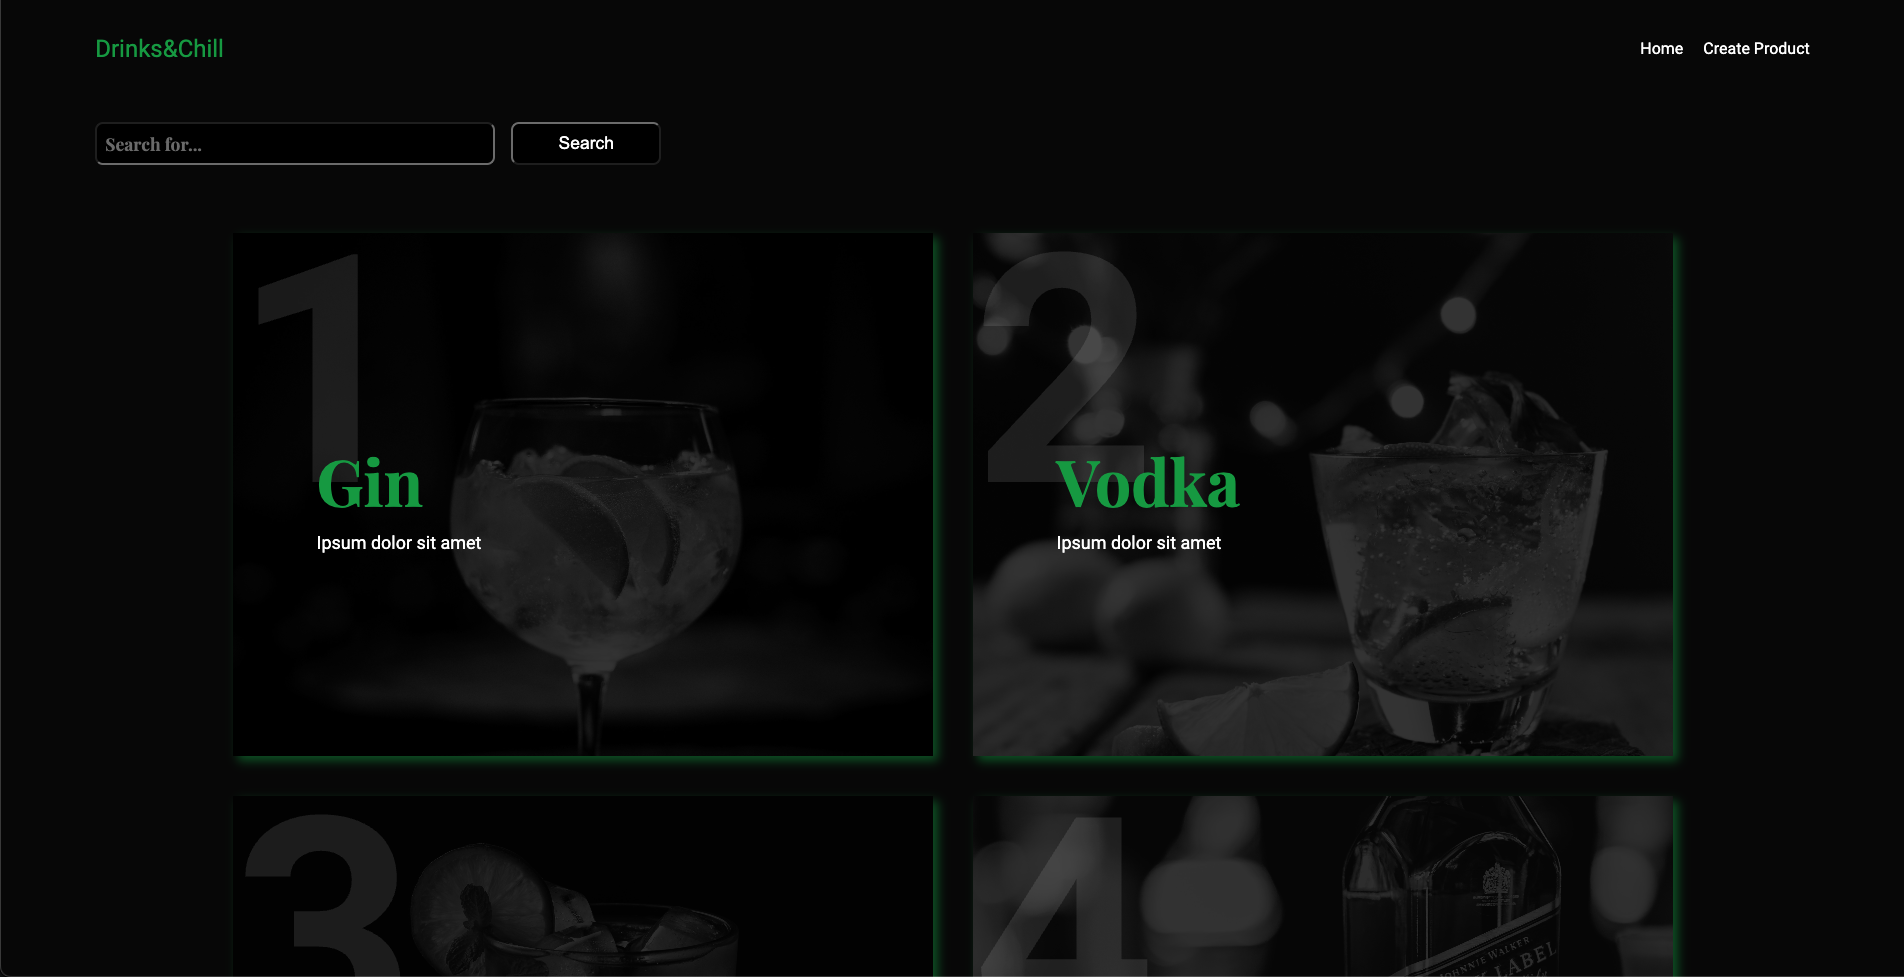 Drinks&Chill
Home Create Product
Search for...
Search
1
Gin
Ipsum dolor sit amet
2
Vodka
Ipsum dolor sit amet
3
4
JOHNNIE WALKER
LABEL